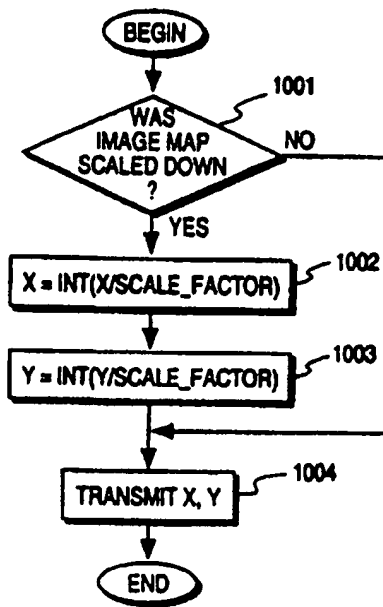 BEGIN
1001
WAS
IMAGE MAP
SCALED DOWN
?
NO
YES
1002
X = INT(X/SCALE_FACTOR)
1003
Y = INT(Y/SCALE_FACTOR)
1004
TRANSMIT X, Y
END